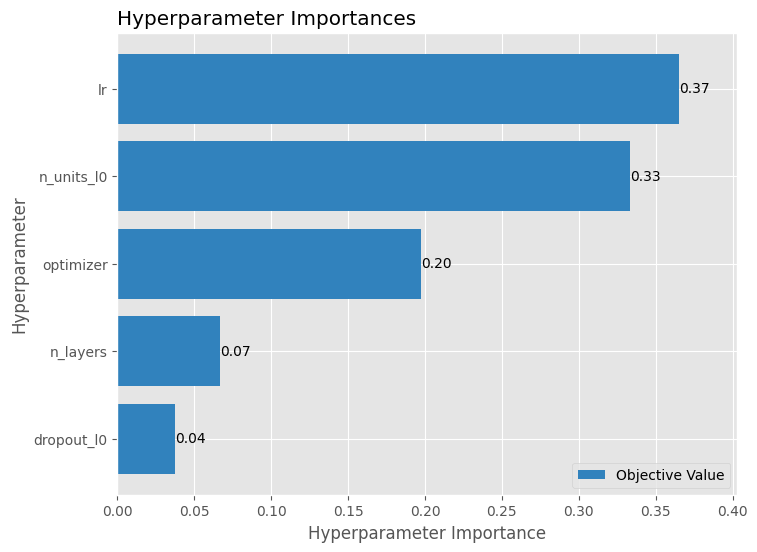 Hyperparameter Importances
Hyperparameter
lr
0.37
n_units_l0
0.33
optimizer
0.20
n_layers
0.07
dropout_l0
0.04
Objective Value
0.00 0.05 0.10 0.15 0.20 0.25 0.30 0.35 0.40
Hyperparameter Importance